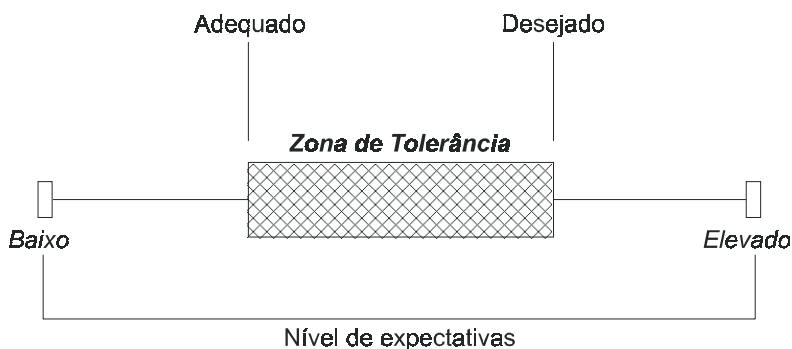 Adequado Desejado
Zona de Tolerância
Baixo Elevado
Nível de expectativas